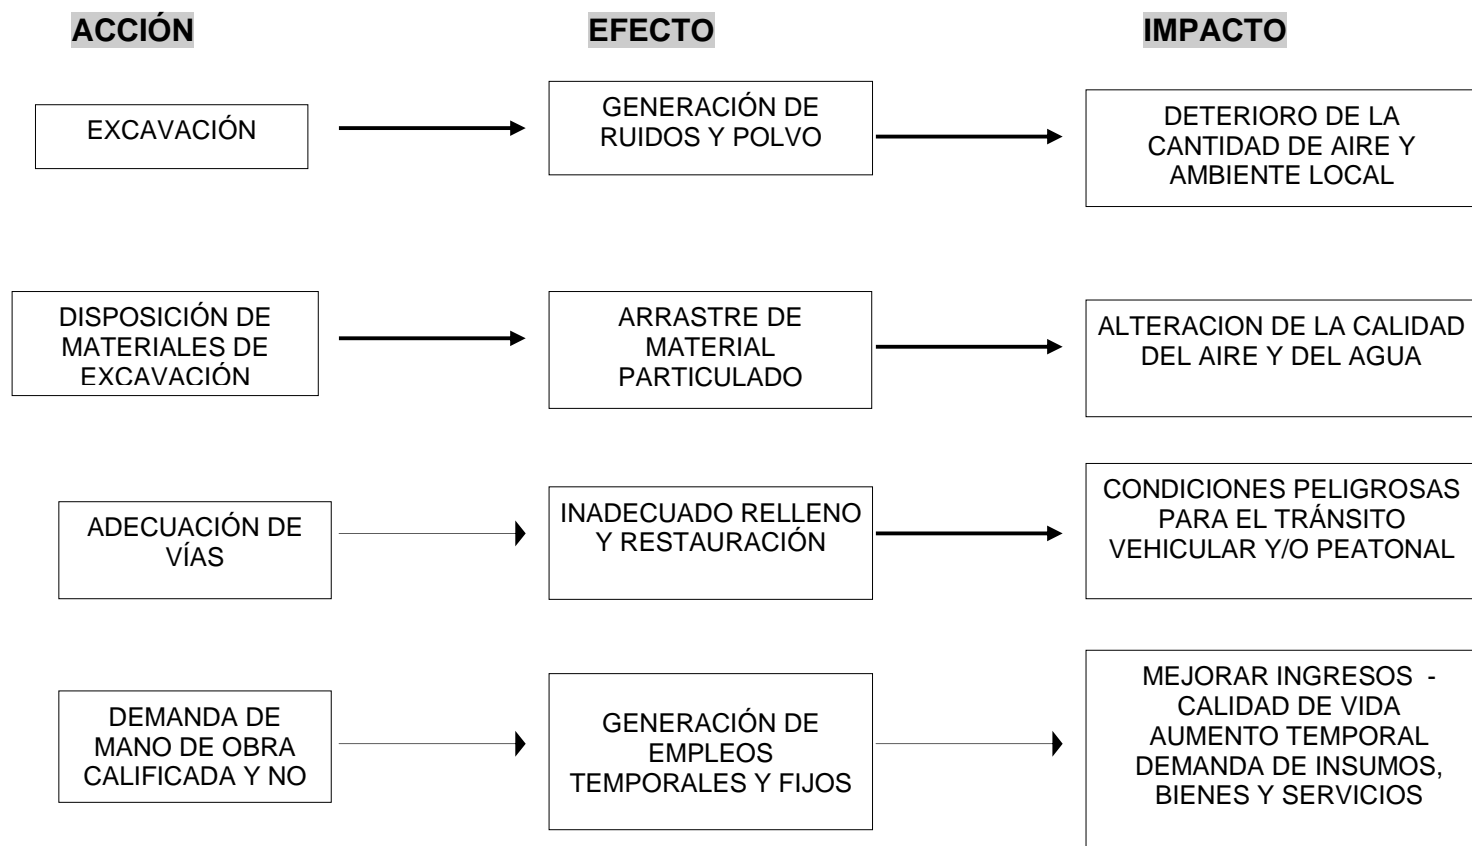 ACCIÓN EFECTO IMPACTO
EXCAVACIÓN
GENERACIÓN DE
RUIDOS Y POLVO
DETERIORO DE LA
CANTIDAD DE AIRE Y
AMBIENTE LOCAL
DISPOSICIÓN DE
MATERIALES DE
EXCAVACIÓN
ARRASTRE DE
MATERIAL
PARTICULADO
ALTERACION DE LA CALIDAD
DEL AIRE Y DEL AGUA
ADECUACIÓN DE
VÍAS
INADECUADO RELLENO
Y RESTAURACIÓN
CONDICIONES PELIGROSAS
PARA EL TRÁNSITO
VEHICULAR Y/O PEATONAL
DEMANDA DE
MANO DE OBRA
CALIFICADA Y NO
GENERACIÓN DE
EMPLEOS
TEMPORALES Y FIJOS
MEJORAR INGRESOS -
CALIDAD DE VIDA
AUMENTO TEMPORAL
DEMANDA DE INSUMOS,
BIENES Y SERVICIOS